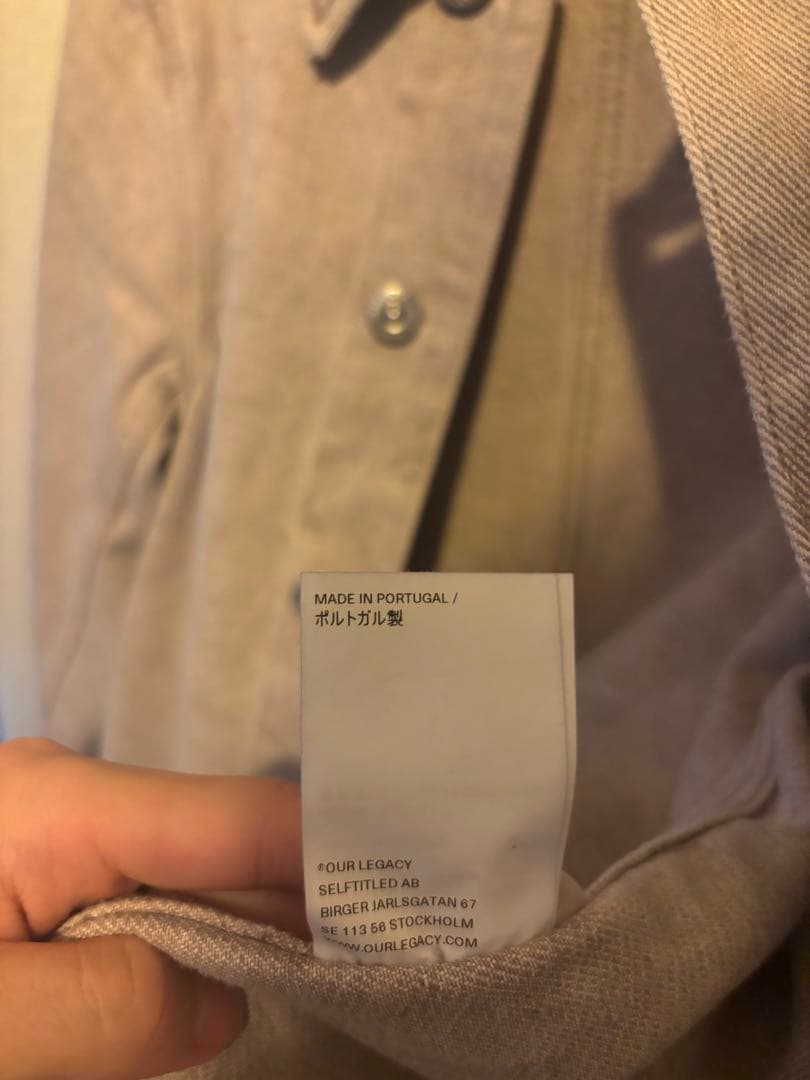 MADE IN PORTUGAL /
ポルトガル製
®OUR LEGACY
SELFTITLED AB
BIRGER JARLSGATAN 67
SE 113 56 STOCKHOLM
WWW.OURLEGACY.COM